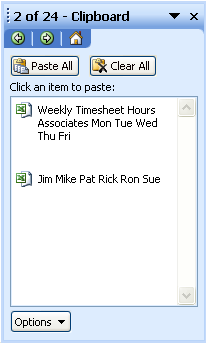 2 of 24 - Clipboard
Paste All Clear All
Click an item to paste:
Weekly Timesheet Hours
Associates Mon Tue Wed
Thu Fri
Jim Mike Pat Rick Ron Sue
Options